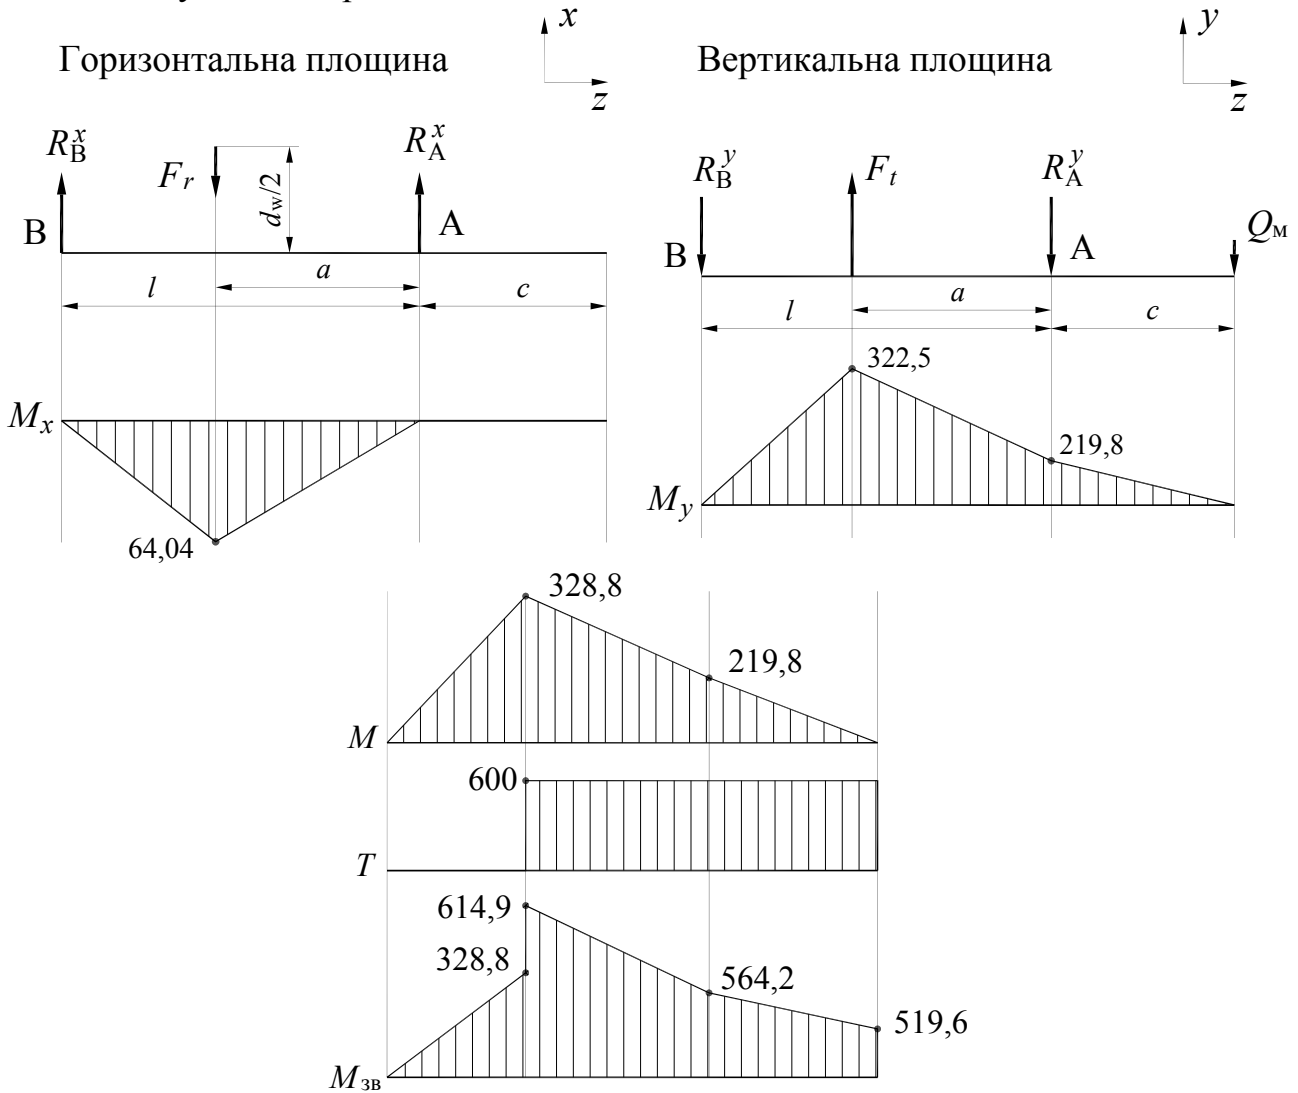 Горизонтальна площина
x
z
R_B^x
F_r
d_w/2
R_A^x
B
A
a
l
c
M_x
64,04
Вертикальна площина
y
z
R_B^y
F_t
R_A^y
Q_м
B
A
a
l
c
322,5
219,8
M_y
328,8
219,8
M
600
T
614,9
328,8
564,2
519,6
M_зв